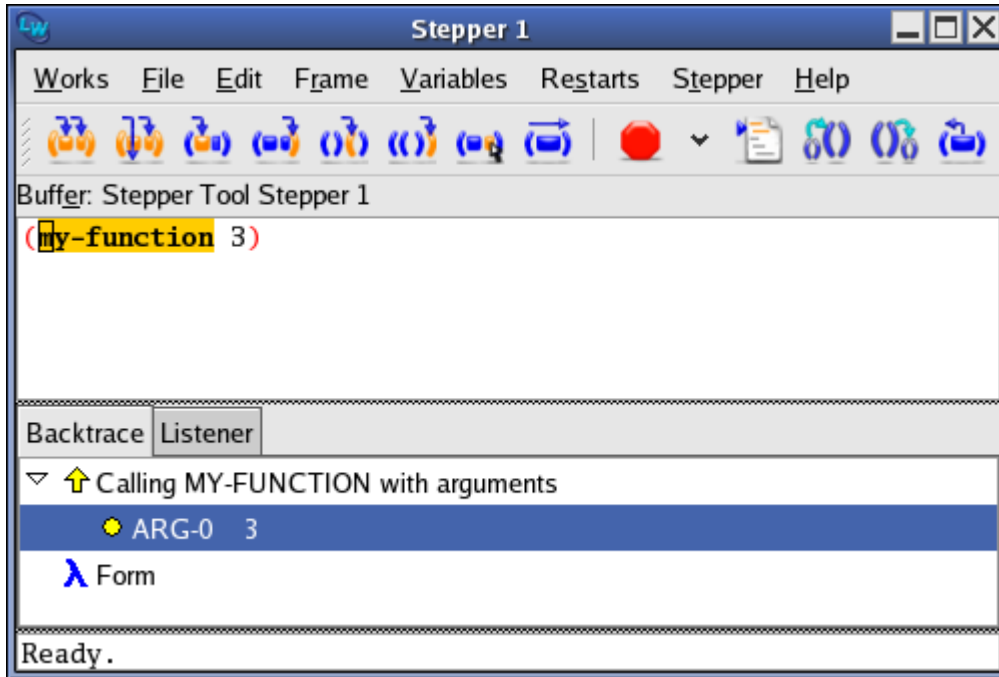 LW Stepper 1
Works File Edit Frame Variables Restarts Stepper Help
Buffer: Stepper Tool Stepper 1
(my-function 3)
Backtrace Listener
Calling MY-FUNCTION with arguments
ARG-0 3
λ Form
Ready.